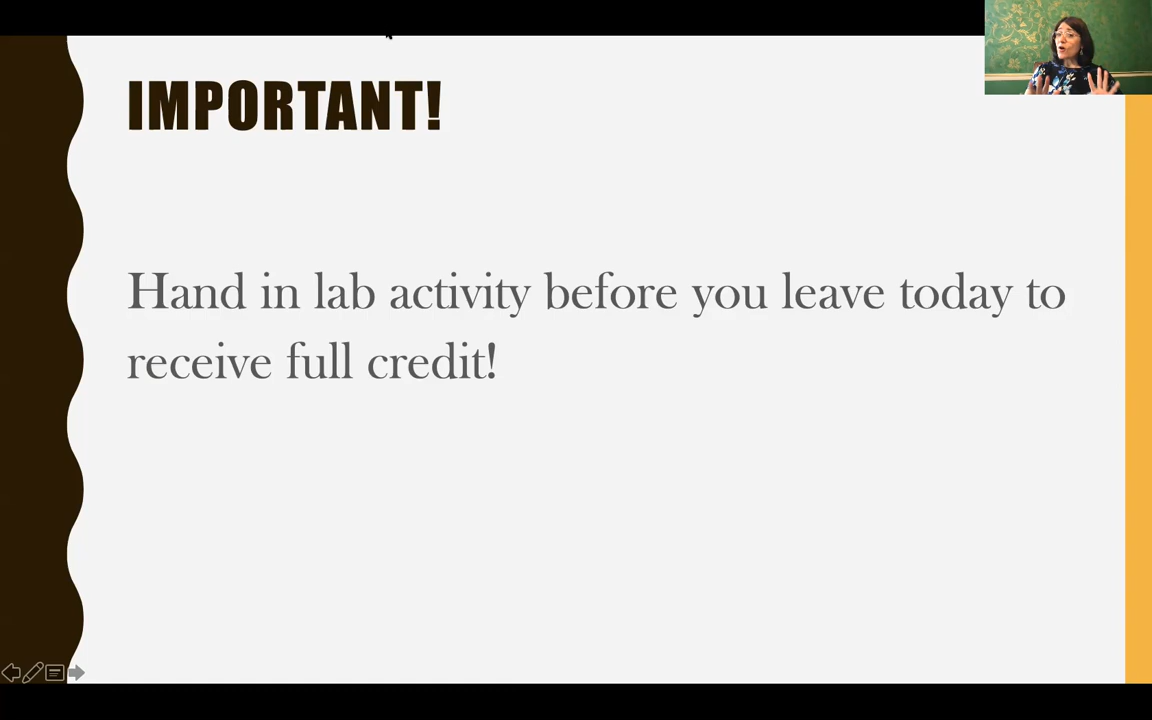 IMPORTANT!
Hand in lab activity before you leave today to
receive full credit!